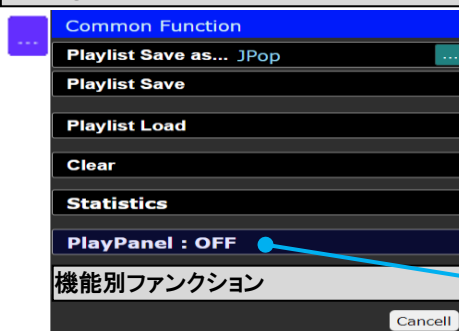 ...
Common Function
Playlist Save as... JPop ...
Playlist Save
Playlist Load
Clear
Statistics
PlayPanel : OFF
機能別ファンクション
Cancell